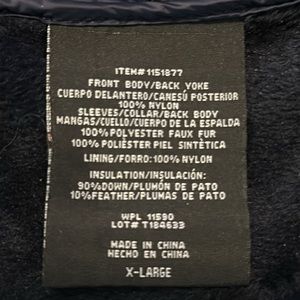 ITEM#1151877
FRONT BODY/BACK YOKE
CUERPO DELANTERO/CANESÚ POSTERIOR
100% NYLON
SLEEVES/COLLAR/BACK BODY
MANGAS/CUELLO/CUERPO DE LA ESPALDA
100% POLYESTER FAUX FUR
100% POLIÉSTER PIEL SINTÉTICA
LINING/FORRO: 100% NYLON
INSULATION/INSULACIÓN:
90%DOWN/PLUMÓN DE PATO
10%FEATHER/PLUMAS DE PATO
WPL 11590
LOT# T184633
MADE IN CHINA
HECHO EN CHINA
X-LARGE